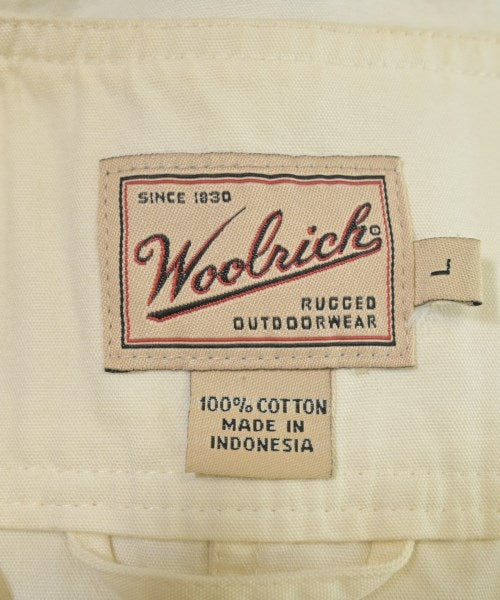 SINCE 1830
Woolrich
RUGGED
OUTDOORWEAR
L
100% COTTON
MADE IN
INDONESIA